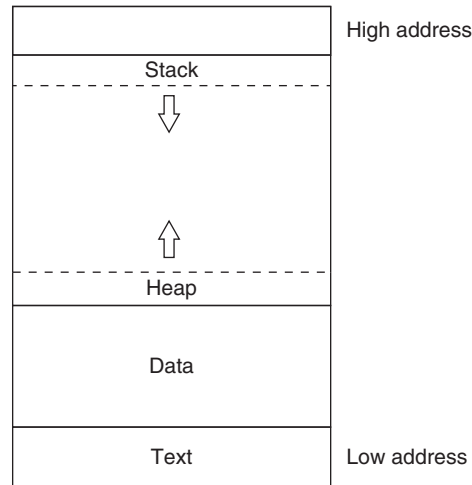 High address
Stack
Heap
Data
Text
Low address